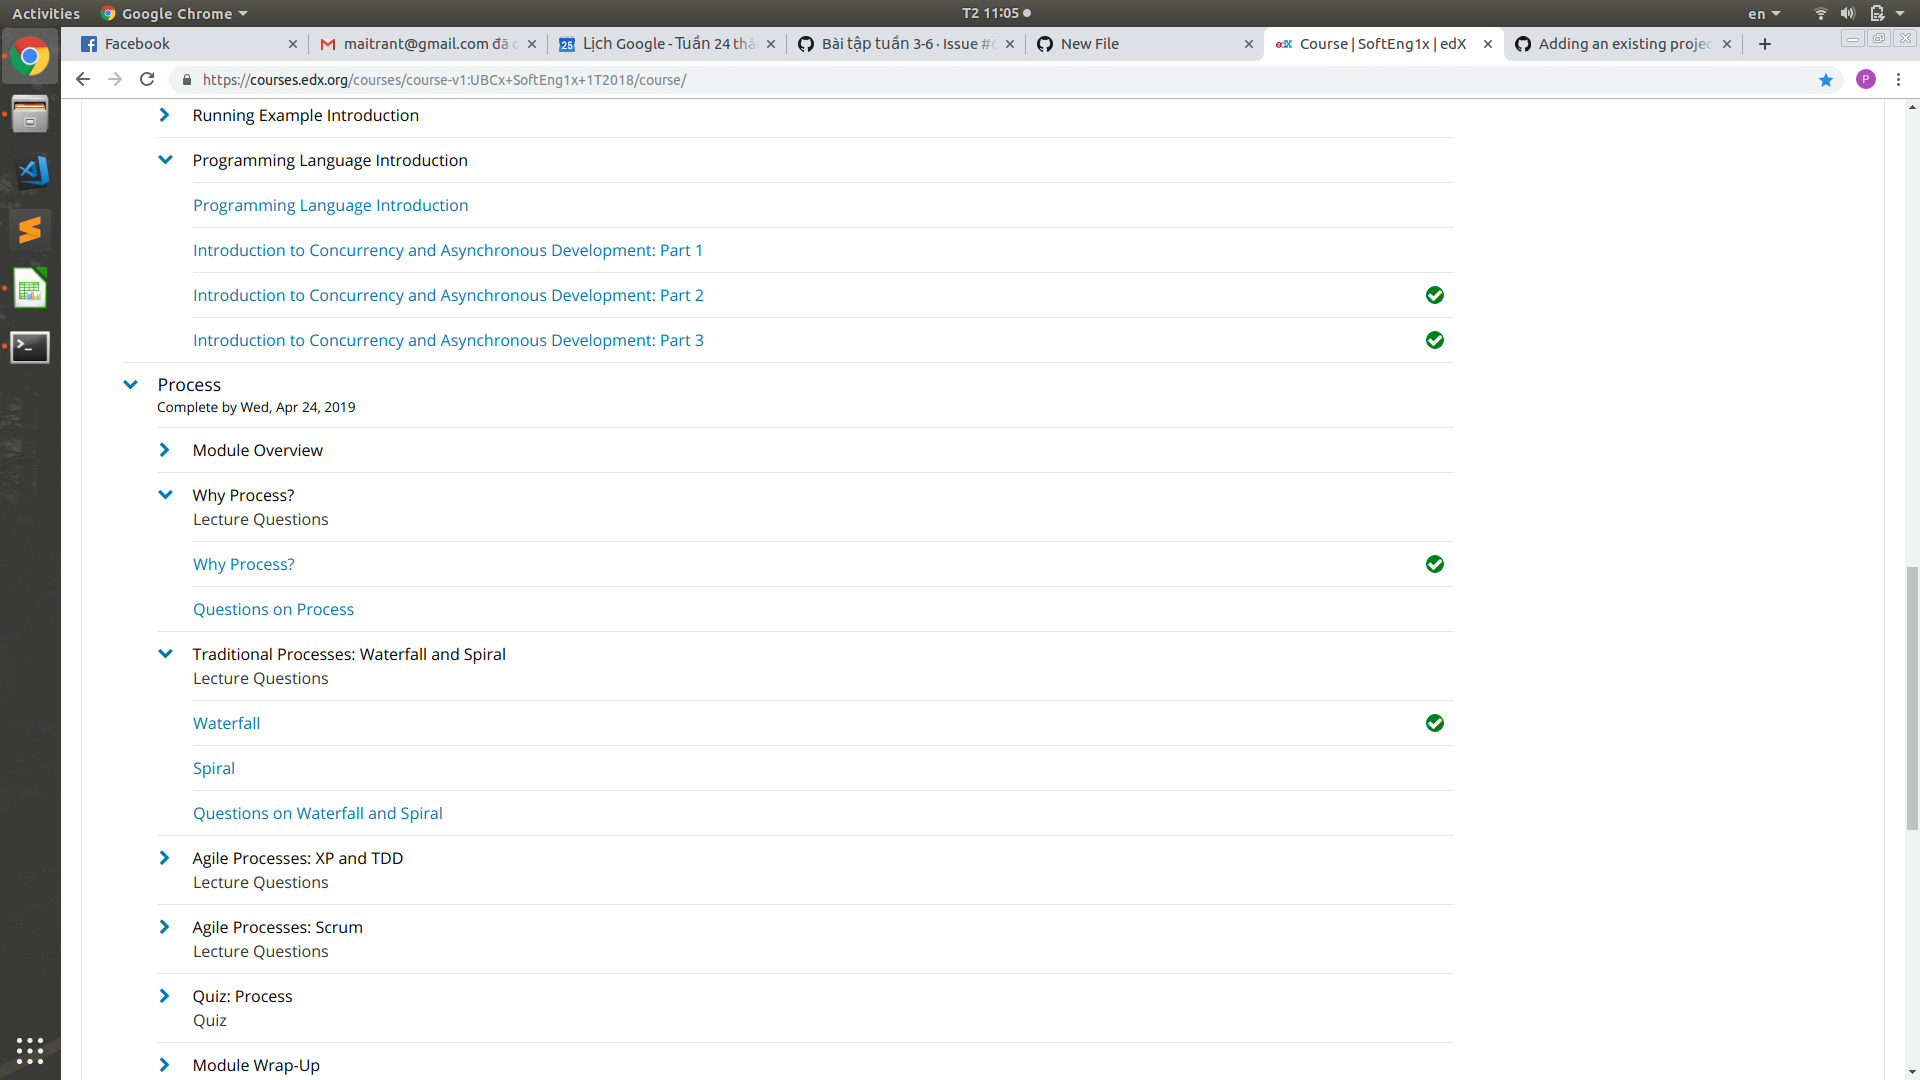 Activities
Google Chrome
T2 11:05
en
Facebook
maitrant@gmail.com đã
Lịch Google - Tuần 24 thá
Bài tập tuần 3-6 · Issue #
New File
edX
Course | SoftEng1x | edX
Adding an existing projec
https://courses.edx.org/courses/course-v1:UBCx+SoftEng1x+1T2018/course/
P
Running Example Introduction
Programming Language Introduction
Programming Language Introduction
Introduction to Concurrency and Asynchronous Development: Part 1
Introduction to Concurrency and Asynchronous Development: Part 2
Introduction to Concurrency and Asynchronous Development: Part 3
Process
Complete by Wed, Apr 24, 2019
Module Overview
Why Process?
Lecture Questions
Why Process?
Questions on Process
Traditional Processes: Waterfall and Spiral
Lecture Questions
Waterfall
Spiral
Questions on Waterfall and Spiral
Agile Processes: XP and TDD
Lecture Questions
Agile Processes: Scrum
Lecture Questions
Quiz: Process
Quiz
Module Wrap-Up